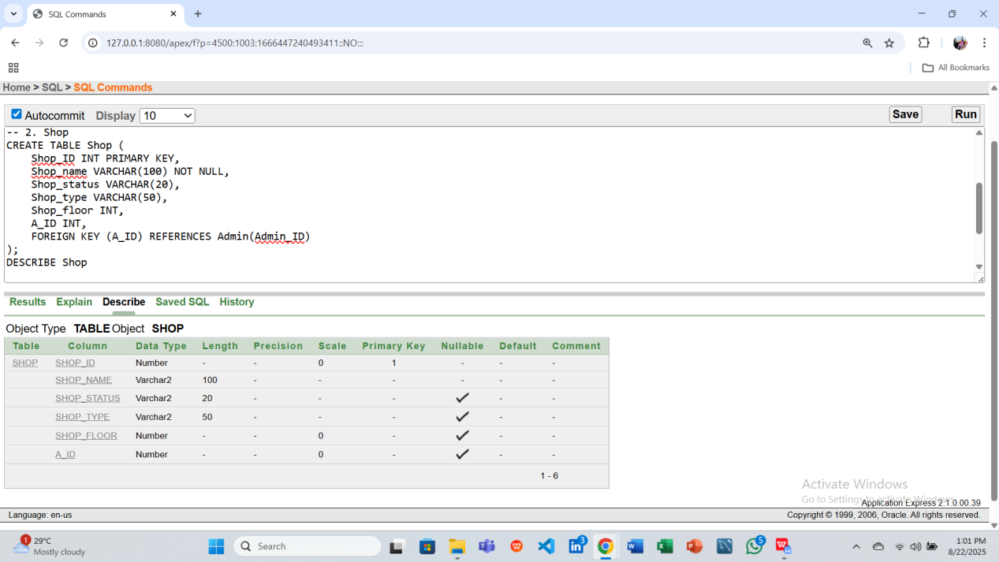 SQL Commands
127.0.0.1:8080/apex/f?p=4500:1003:1666447240493411::NO:::
All Bookmarks
Home > SQL > SQL Commands
Autocommit Display 10 Save Run
-- 2. Shop
CREATE TABLE Shop (
    Shop_ID INT PRIMARY KEY,
    Shop_name VARCHAR(100) NOT NULL,
    Shop_status VARCHAR(20),
    Shop_type VARCHAR(50),
    Shop_floor INT,
    A_ID INT,
    FOREIGN KEY (A_ID) REFERENCES Admin(Admin_ID)
);
DESCRIBE Shop
Results Explain Describe Saved SQL History
Object Type TABLE Object SHOP
Table Column Data Type Length Precision Scale Primary Key Nullable Default Comment
SHOP SHOP_ID Number - - 0 1 - - -
SHOP_NAME Varchar2 100 - - - - - -
SHOP_STATUS Varchar2 20 - - - ✓ - -
SHOP_TYPE Varchar2 50 - - - ✓ - -
SHOP_FLOOR Number - - 0 - ✓ - -
A_ID Number - - 0 - ✓ - -
1 - 6
Activate Windows
Go to Settings to activate Windows.
Application Express 2.1.0.00.39
Language: en-us Copyright © 1999, 2006, Oracle. All rights reserved.
1 29°C
Mostly cloudy
Search
3
5
1:01 PM
8/22/2025